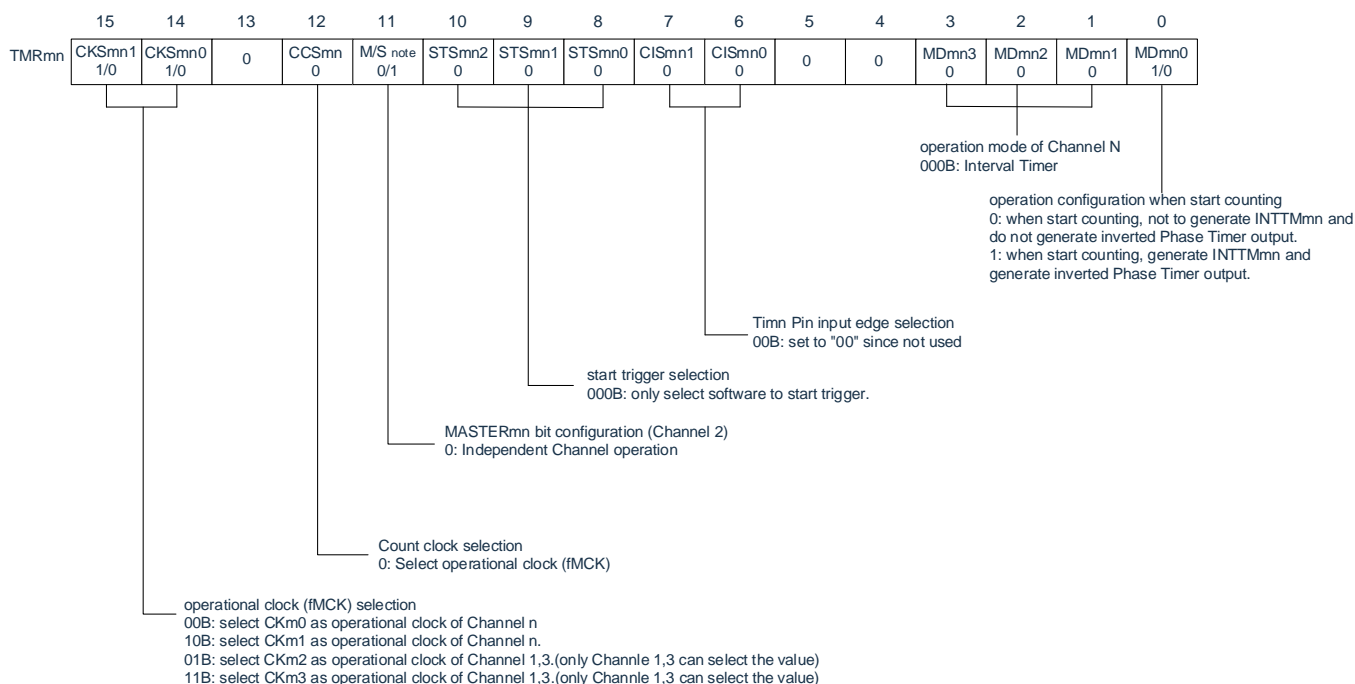 15 14 13 12 11 10 9 8 7 6 5 4 3 2 1 0
TMRmn CKSmn1 CKSmn0 0 CCSmn M/S note STSmn2 STSmn1 STSmn0 CISmn1 CISmn0 0 0 MDmn3 MDmn2 MDmn1 MDmn0
1/0 1/0 0 0/1 0 0 0 0 0 0 0 0 1/0
operation mode of Channel N
000B: Interval Timer
operation configuration when start counting
0: when start counting, not to generate INTTMmn and
do not generate inverted Phase Timer output.
1: when start counting, generate INTTMmn and
generate inverted Phase Timer output.
TImn Pin input edge selection
00B: set to "00" since not used
start trigger selection
000B: only select software to start trigger.
MASTERmn bit configuration (Channel 2)
0: Independent Channel operation
Count clock selection
0: Select operational clock (fMCK)
operational clock (fMCK) selection
00B: select CKm0 as operational clock of Channel n
10B: select CKm1 as operational clock of Channel n.
01B: select CKm2 as operational clock of Channel 1,3.(only Channle 1,3 can select the value)
11B: select CKm3 as operational clock of Channel 1,3.(only Channle 1,3 can select the value)